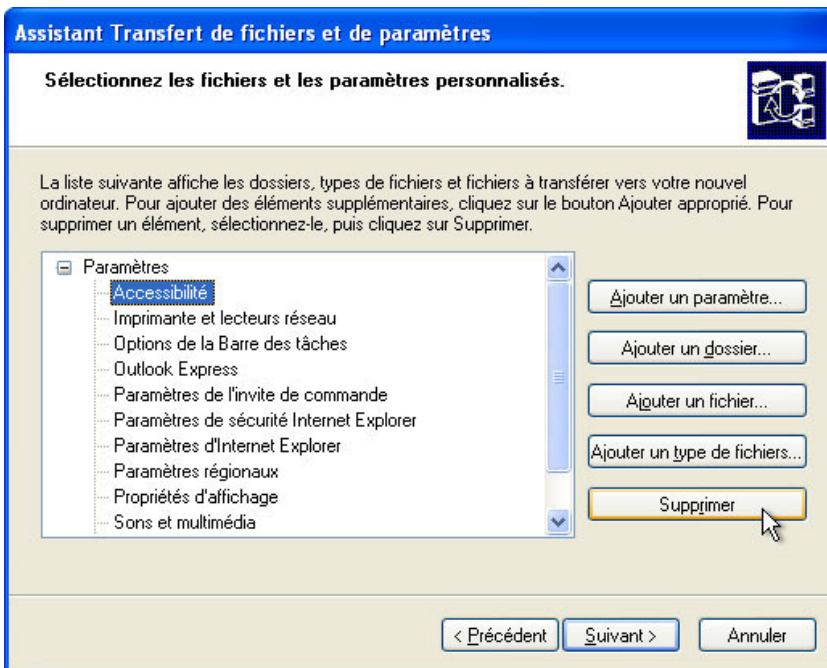 Assistant Transfert de fichiers et de paramètres
Sélectionnez les fichiers et les paramètres personnalisés.
La liste suivante affiche les dossiers, types de fichiers et fichiers à transférer vers votre nouvel
ordinateur. Pour ajouter des éléments supplémentaires, cliquez sur le bouton Ajouter approprié. Pour
supprimer un élément, sélectionnez-le, puis cliquez sur Supprimer.
Paramètres
Accessibilité
Imprimante et lecteurs réseau
Options de la Barre des tâches
Outlook Express
Paramètres de l'invite de commande
Paramètres de sécurité Internet Explorer
Paramètres d'Internet Explorer
Paramètres régionaux
Propriétés d'affichage
Sons et multimédia
Ajouter un paramètre...
Ajouter un dossier...
Ajouter un fichier...
Ajouter un type de fichiers...
Supprimer
< Précédent
Suivant >
Annuler